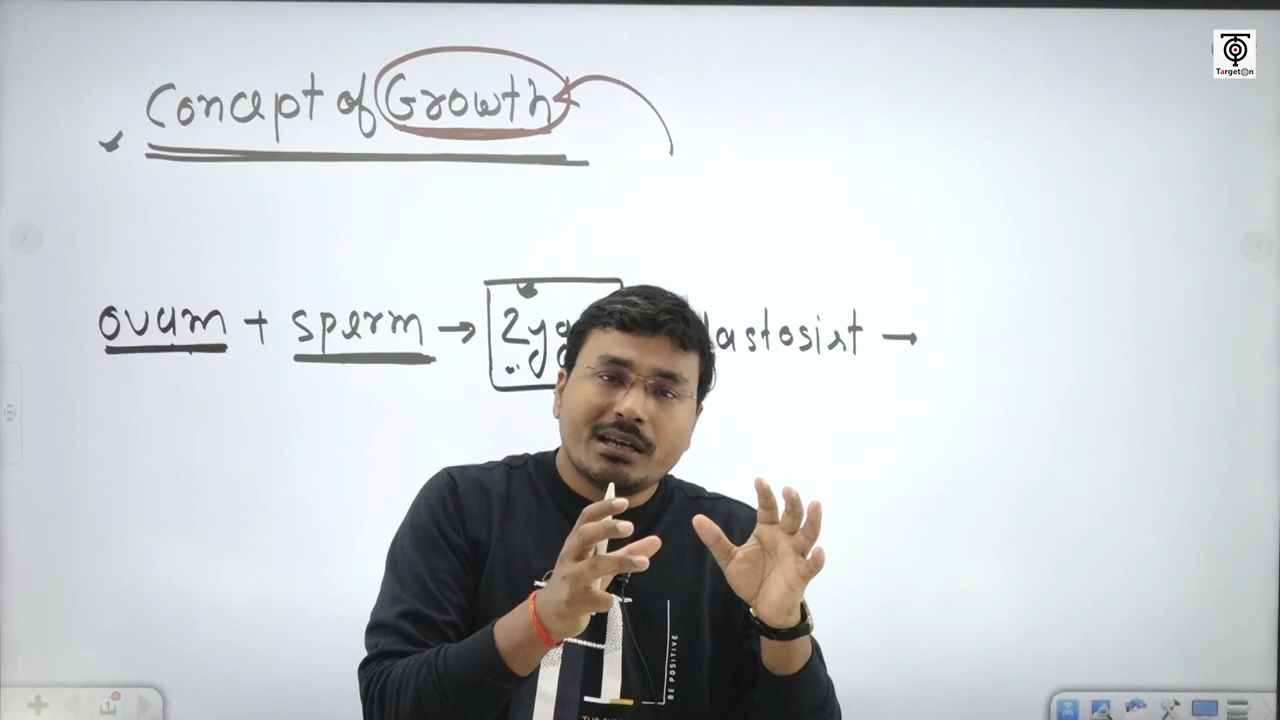 TargetOn
Concept of Growth
ovum + sperm → Zyg lastosist →
BE POSITIVE